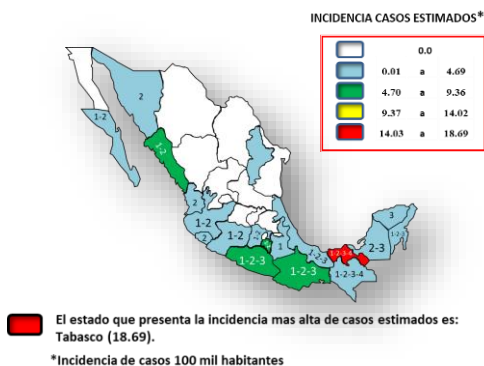 INCIDENCIA CASOS ESTIMADOS*
0.0
0.01 a 4.69
4.70 a 9.36
9.37 a 14.02
14.03 a 18.69
2
1-2
1-2
2
3
1-2
2-3
1-2
1
1-2-3
1-2-3-4
2
1-2-3
1-2-3
1-2-3-4
El estado que presenta la incidencia mas alta de casos estimados es:
Tabasco (18.69).
*Incidencia de casos 100 mil habitantes